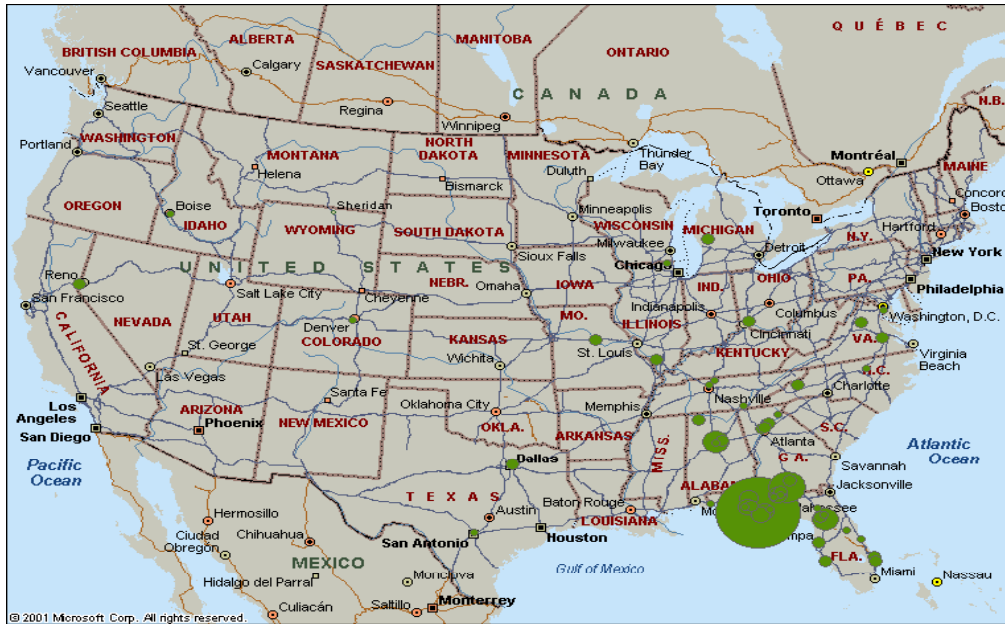 QUÉBEC
ALBERTA
MANITOBA
BRITISH COLUMBIA
ONTARIO
SASKATCHEWAN
Calgary
Vancouver
CANADA
N.B.
Regina
Seattle
Winnipeg
WASHINGTON
NORTH
DAKOTA
Portland
MONTANA
MINNESOTA
Thunder
Bay
Montréal
MAINE
Helena
Duluth
Ottawa
Bismarck
Concord
OREGON
Boise
IDAHO
Sheridan
Minneapolis
Toronto
Boston
WYOMING
SOUTH DAKOTA
WISCONSIN
MICHIGAN
Hartford
Milwaukee
N.Y.
Detroit
Sioux Falls
New York
UNITED STATES
Reno
Chicago
NEBR.
IOWA
IND.
OHIO
PA.
Philadelphia
San Francisco
Salt Lake City
Cheyenne
Omaha
Indianapolis
Columbus
Washington, D.C.
NEVADA
UTAH
Denver
COLORADO
MO.
ILLINOIS
Cincinnati
VA.
CALIFORNIA
St. George
KANSAS
St. Louis
KENTUCKY
Virginia
Beach
Wichita
Las Vegas
Santa Fe
Nashville
Charlotte
Los
Angeles
ARIZONA
Oklahoma City
Memphis
San Diego
Phoenix
NEW MEXICO
OKLA.
ARKANSAS
MISS.
S.C.
Atlanta
Atlantic
Ocean
GA.
Savannah
Pacific
Ocean
Dallas
ALABAMA
Jacksonville
TEXAS
Baton Rouge
Austin
LOUISIANA
Hermosillo
San Antonio
Houston
FLA.
Ciudad
Obregón
Chihuahua
MEXICO
Gulf of Mexico
Hidalgo del Parral
Monclova
Miami
Nassau
Culiacán
Saltillo
Monterrey
© 2001 Microsoft Corp. All rights reserved.